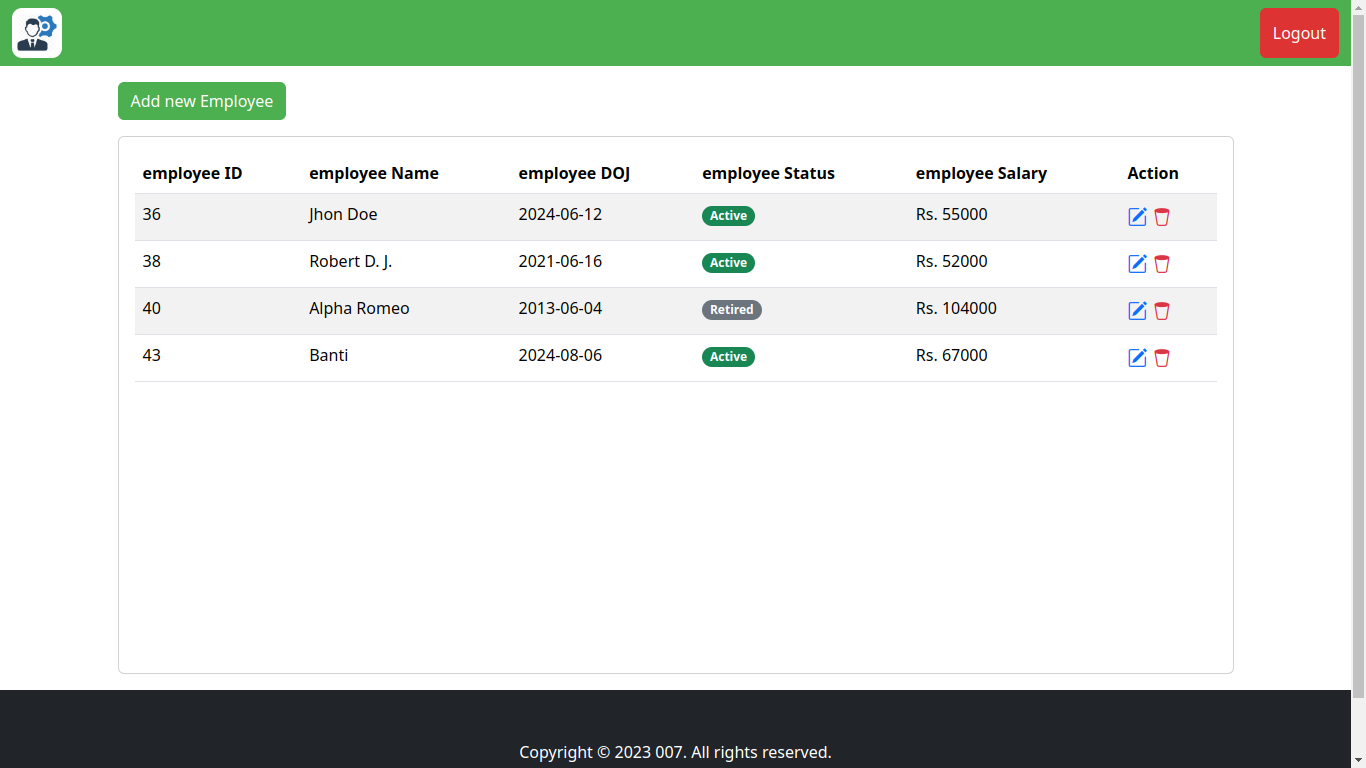 Logout
Add new Employee
employee ID employee Name employee DOJ employee Status employee Salary Action
36 Jhon Doe 2024-06-12 Active Rs. 55000
38 Robert D. J. 2021-06-16 Active Rs. 52000
40 Alpha Romeo 2013-06-04 Retired Rs. 104000
43 Banti 2024-08-06 Active Rs. 67000
Copyright © 2023 007. All rights reserved.